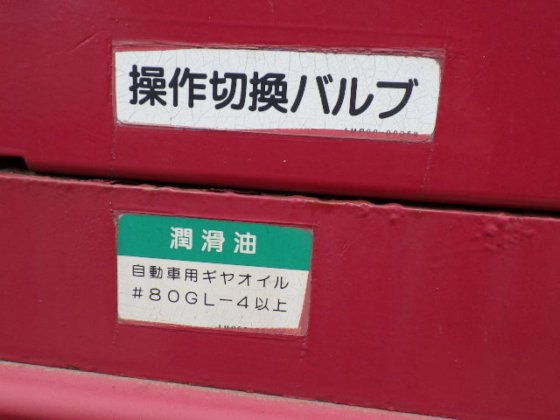 操作切換バルブ
潤滑油
自動車用ギヤオイル
#80GL-4以上